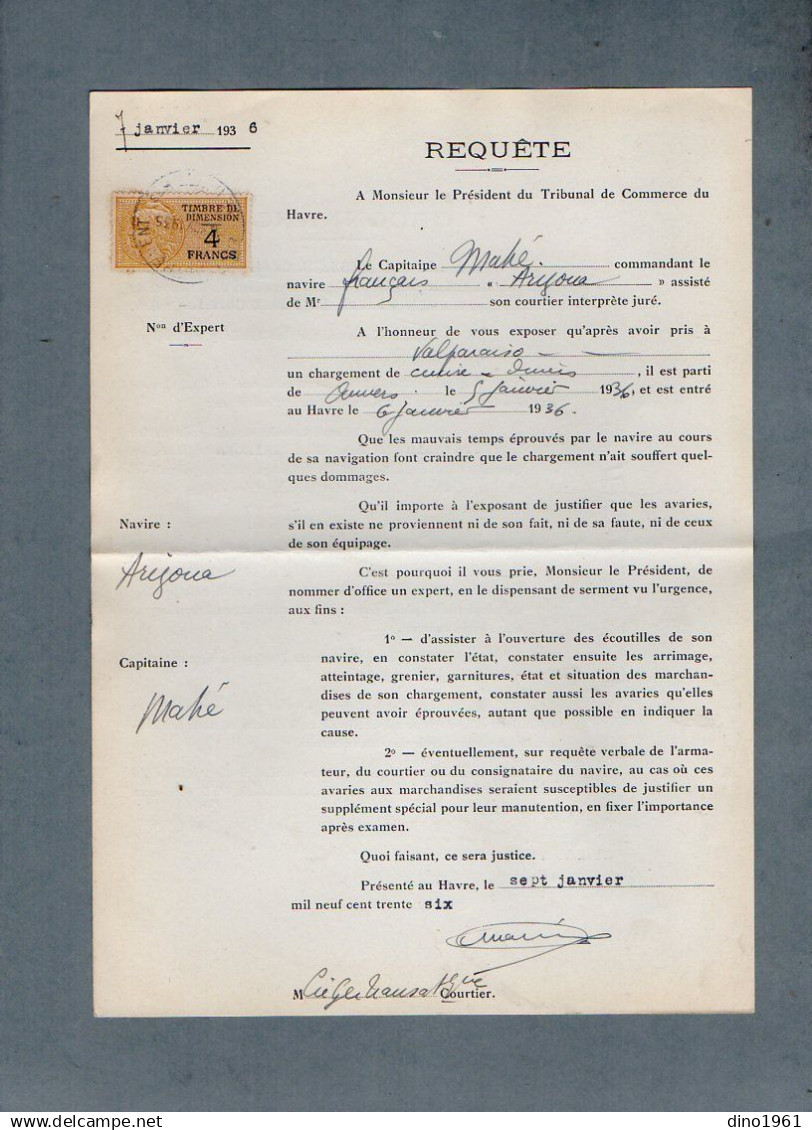 7 janvier 1936
REQUÊTE
TIMBRE DE
DIMENSION
4
FRANCS
A Monsieur le Président du Tribunal de Commerce du
Havre.
Le Capitaine Mahé. commandant le
navire français « Arizona » assisté
de Mr son courtier interprète juré.
Non d'Expert
A l'honneur de vous exposer qu'après avoir pris à
Valparaiso
un chargement de cuivre - divers, il est parti
de Anvers. le 5 janvier 1936, et est entré
au Havre le 6 janvier 1936.
Que les mauvais temps éprouvés par le navire au cours
de sa navigation font craindre que le chargement n'ait souffert quel-
ques dommages.
Qu'il importe à l'exposant de justifier que les avaries,
s'il en existe ne proviennent ni de son fait, ni de sa faute, ni de ceux
de son équipage.
Navire :
Arizona
C'est pourquoi il vous prie, Monsieur le Président, de
nommer d'office un expert, en le dispensant de serment vu l'urgence,
aux fins :
1o — d'assister à l'ouverture des écoutilles de son
navire, en constater l'état, constater ensuite les arrimage,
atteintage, grenier, garnitures, état et situation des marchan-
dises de son chargement, constater aussi les avaries qu'elles
peuvent avoir éprouvées, autant que possible en indiquer la
cause.
Capitaine :
Mahé
2o — éventuellement, sur requête verbale de l'arma-
teur, du courtier ou du consignataire du navire, au cas où ces
avaries aux marchandises seraient susceptibles de justifier un
supplément spécial pour leur manutention, en fixer l'importance
après examen.
Quoi faisant, ce sera justice.
Présenté au Havre, le sept janvier
mil neuf cent trente six
M Cie Gle Transatque Courtier.
dino1961